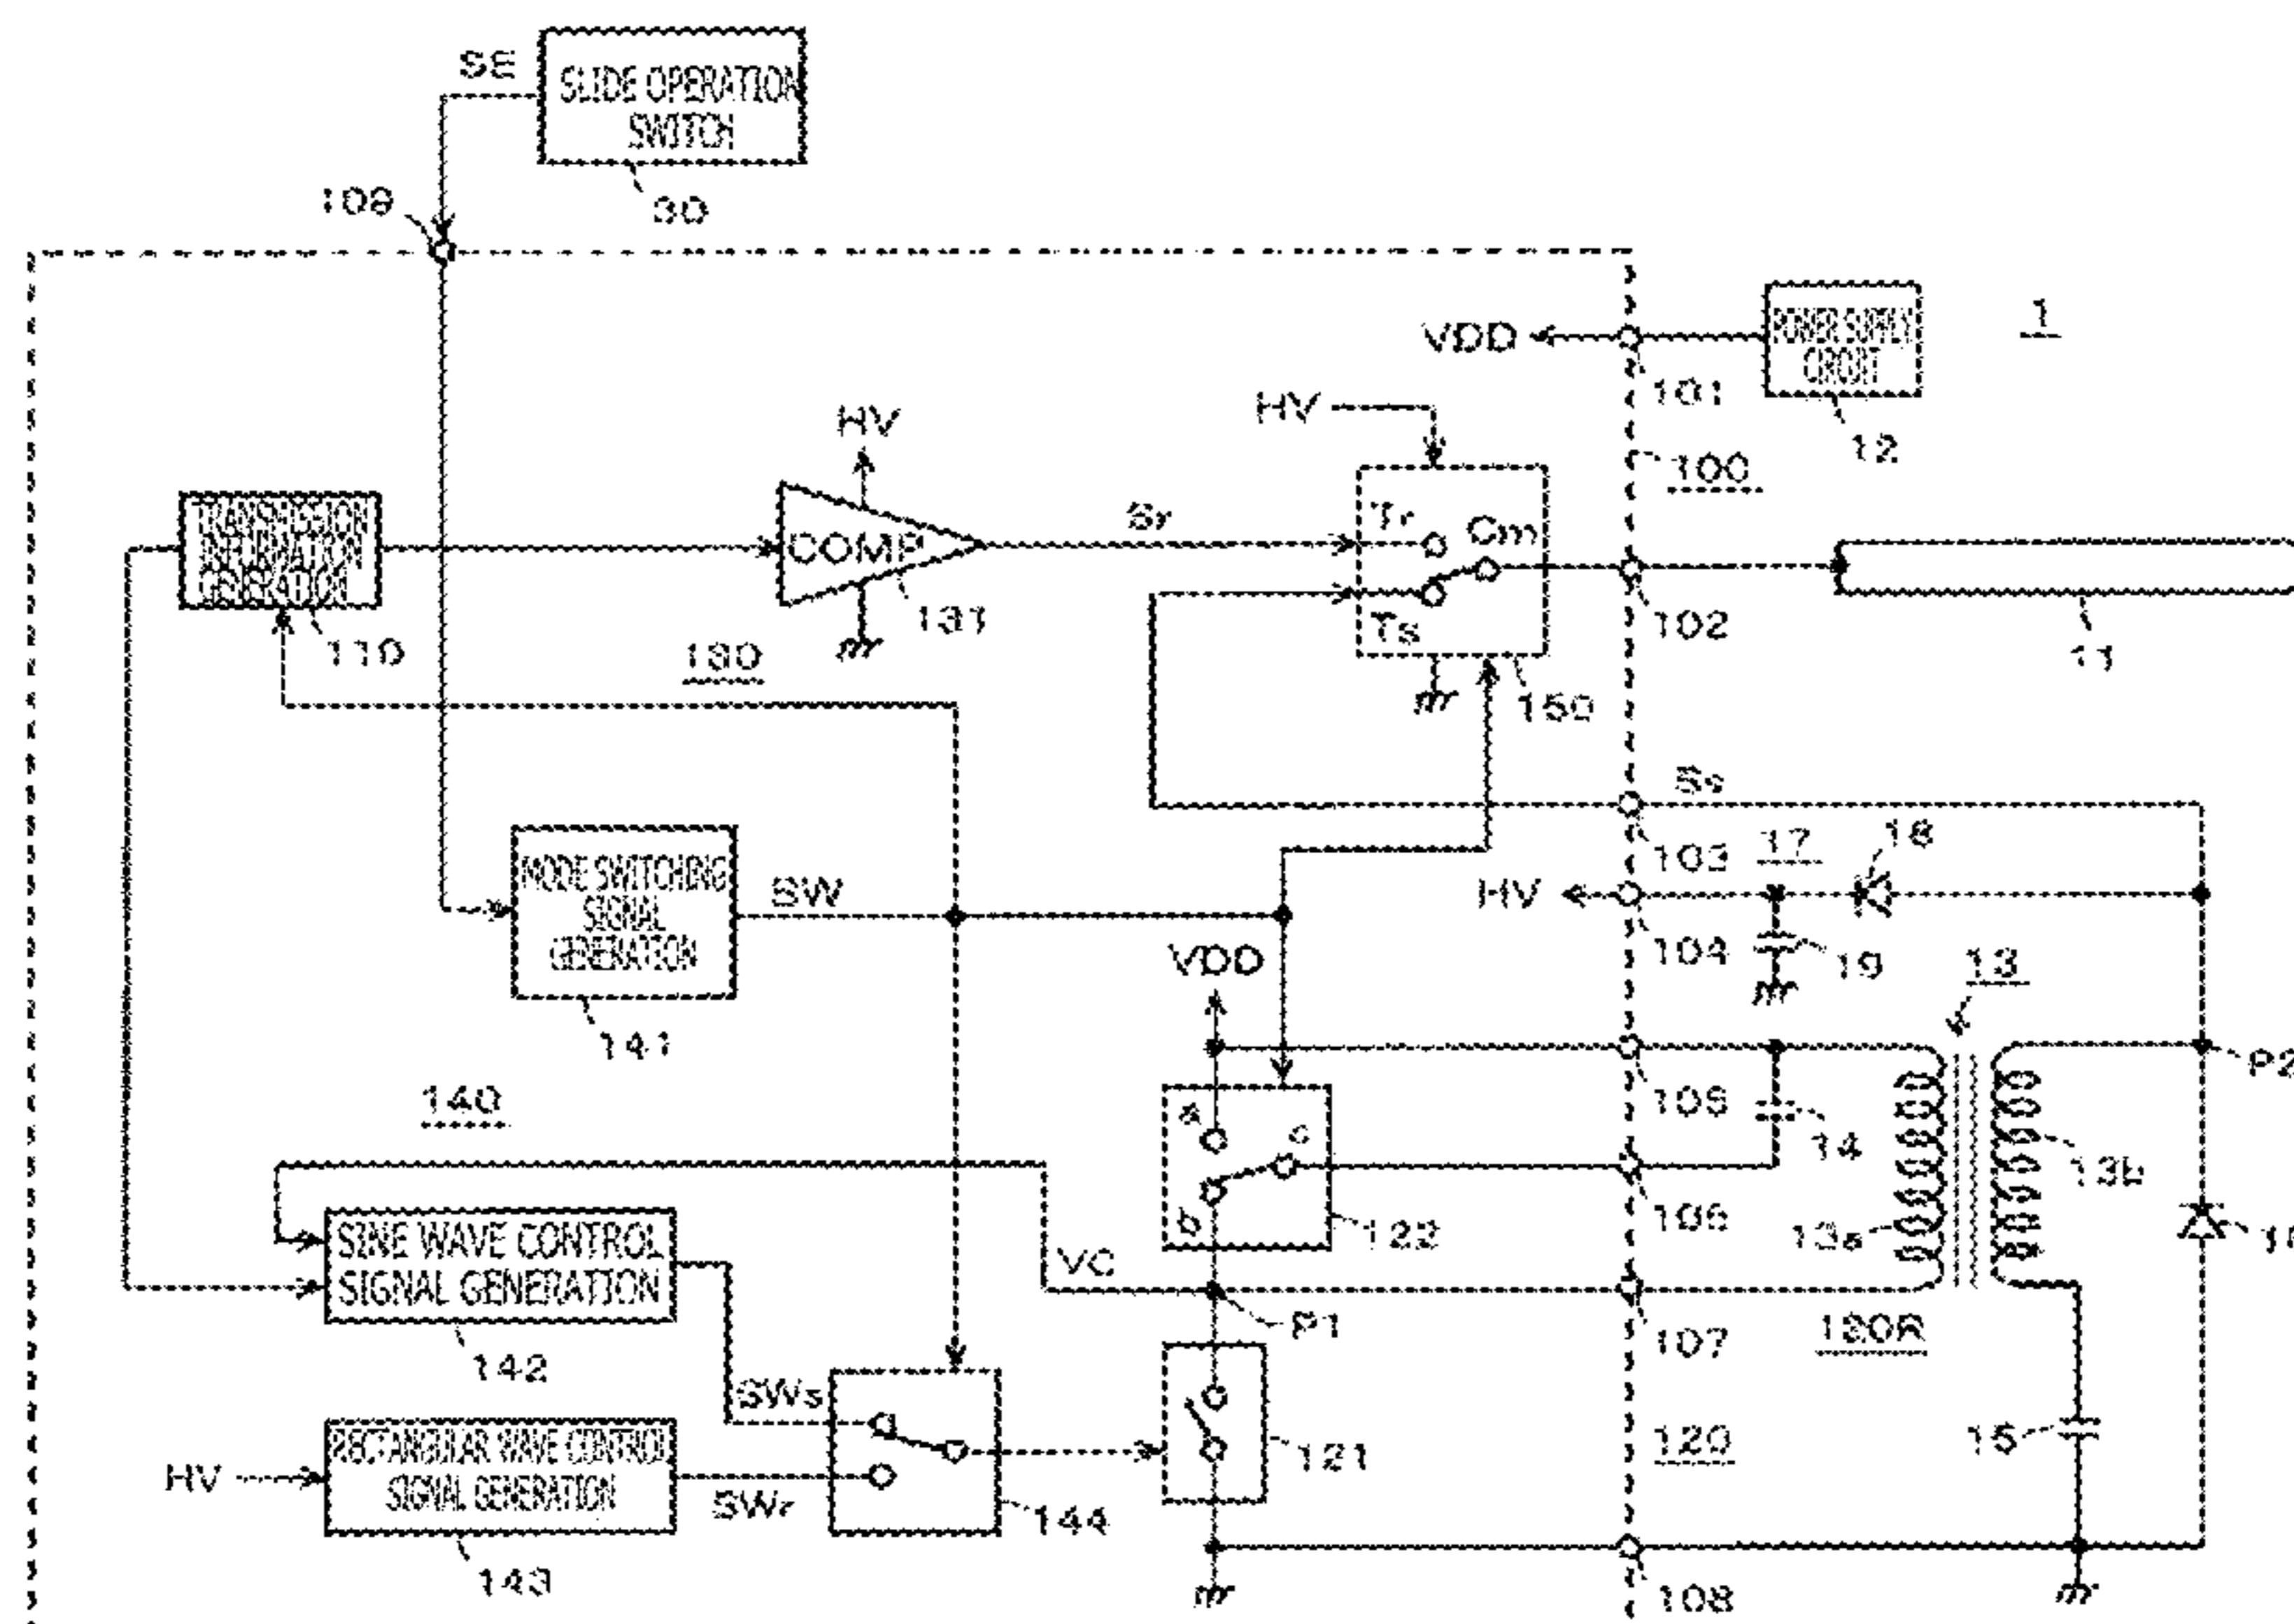 SE
SLIDE OPERATION
SWITCH
109
30
1
VDD
POWER SUPPLY
CIRCUIT
101
12
HV
HV
100
TRANSMISSION
INFORMATION
GENERATION
COMP
Sr
Tr
Cm
Ts
110
130
131
150
102
11
Ss
103
17
18
MODE SWITCHING
SIGNAL
GENERATION
SW
HV
104
19
13
VDD
141
P2
140
a
c
b
14
13b
106
122
13a
SINE WAVE CONTROL
SIGNAL GENERATION
VC
P1
107
120R
142
SWs
HV
RECTANGULAR WAVE CONTROL
SIGNAL GENERATION
SWr
144
121
120
15
143
108